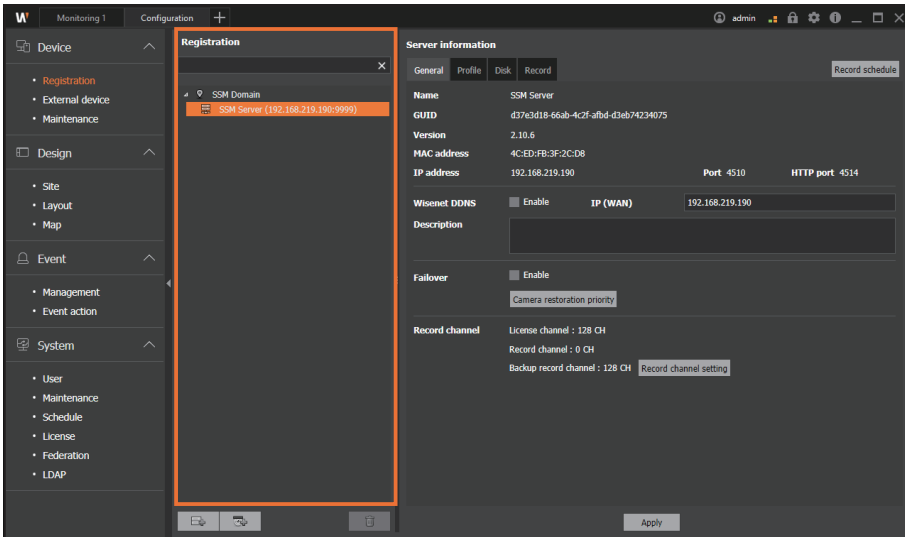 W Monitoring 1 Configuration admin
Device
• Registration
• External device
• Maintenance
Design
• Site
• Layout
• Map
Event
• Management
• Event action
System
• User
• Maintenance
• Schedule
• License
• Federation
• LDAP
Registration
SSM Domain
SSM Server (192.168.219.190:9999)
Server information
General Profile Disk Record Record schedule
Name SSM Server
GUID d37e3d18-66ab-4c2f-afbd-d3eb74234075
Version 2.10.6
MAC address 4C:ED:FB:3F:2C:D8
IP address 192.168.219.190 Port 4510 HTTP port 4514
Wisenet DDNS Enable IP (WAN) 192.168.219.190
Description
Failover Enable
Camera restoration priority
Record channel License channel : 128 CH
Record channel : 0 CH
Backup record channel : 128 CH Record channel setting
Apply